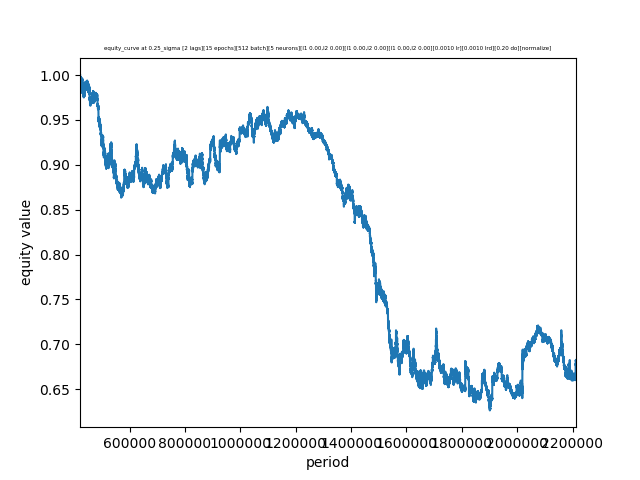 equity_curve at 0.25_sigma [2 lags][15 epochs][512 batch][5 neurons][l1 0.00,l2 0.00][l1 0.00,l2 0.00][l1 0.00,l2 0.00][0.0010 lr][0.0010 lrd][0.20 do][normalize]
1.00
0.95
0.90
0.85
0.80
0.75
0.70
0.65
equity value
600000 800000 1000000 1200000 1400000 1600000 1800000 2000000 2200000
period